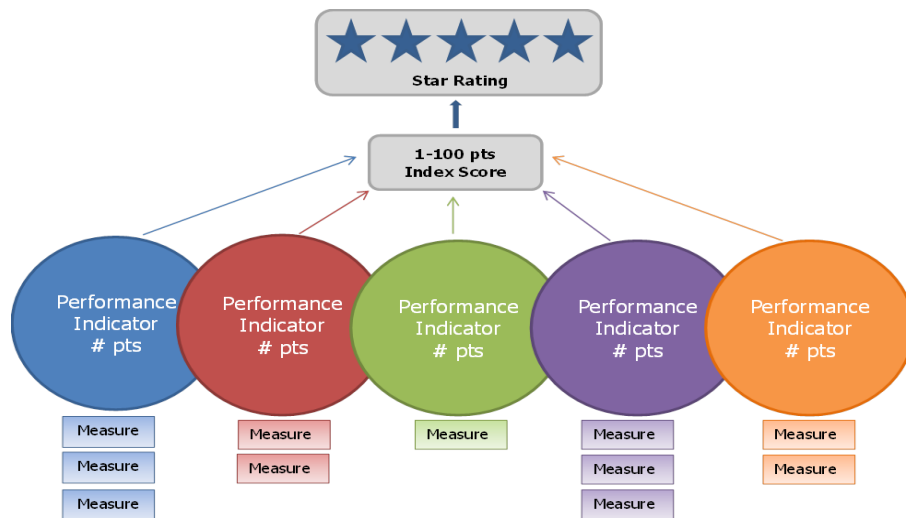 Star Rating
1-100 pts
Index Score
Performance
Indicator
# pts
Performance
Indicator
# pts
Performance
Indicator
# pts
Performance
Indicator
# pts
Performance
Indicator
# pts
Measure
Measure
Measure
Measure
Measure
Measure
Measure
Measure
Measure
Measure
Measure